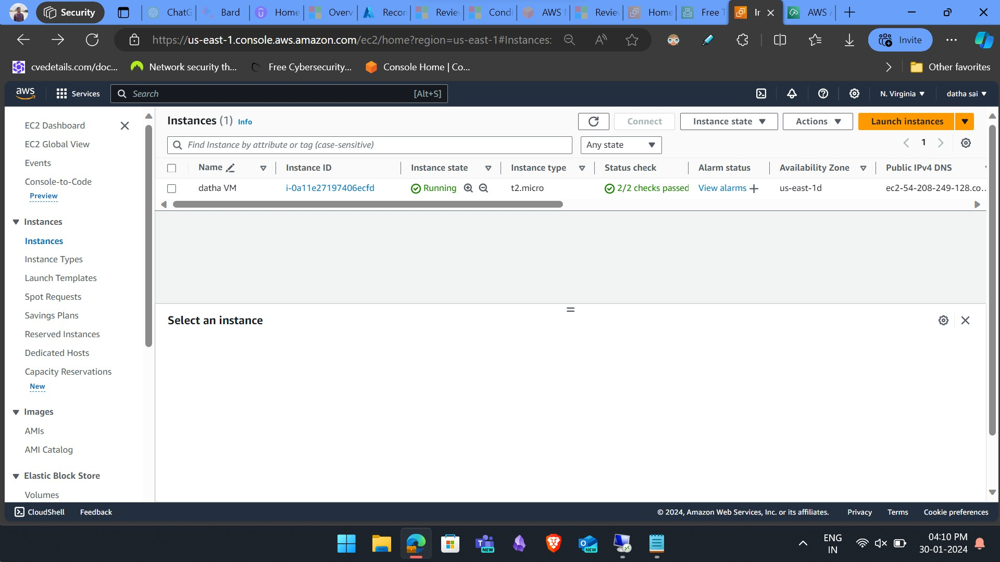 Security
ChatG
Bard
Home
Overv
Recon
Review
Condi
AWS
Review
Home
Free T
AWS
https://us-east-1.console.aws.amazon.com/ec2/home?region=us-east-1#Instances:
Invite
cvedetails.com/doc...
Network security th...
Free Cybersecurity...
Console Home | Co...
Other favorites
aws
Services
Search
[Alt+S]
N. Virginia
datha sai
EC2 Dashboard
EC2 Global View
Events
Console-to-Code
Preview
Instances
Instances
Instance Types
Launch Templates
Spot Requests
Savings Plans
Reserved Instances
Dedicated Hosts
Capacity Reservations
New
Images
AMIs
AMI Catalog
Elastic Block Store
Volumes
Instances (1) Info
Connect
Instance state
Actions
Launch instances
Find Instance by attribute or tag (case-sensitive)
Any state
1
Name
Instance ID
Instance state
Instance type
Status check
Alarm status
Availability Zone
Public IPv4 DNS
datha VM
i-0a11e27197406ecfd
Running
t2.micro
2/2 checks passed
View alarms
us-east-1d
ec2-54-208-249-128.co...
Select an instance
CloudShell
Feedback
© 2024, Amazon Web Services, Inc. or its affiliates.
Privacy
Terms
Cookie preferences
NEW
NEW
ENG
IN
04:10 PM
30-01-2024